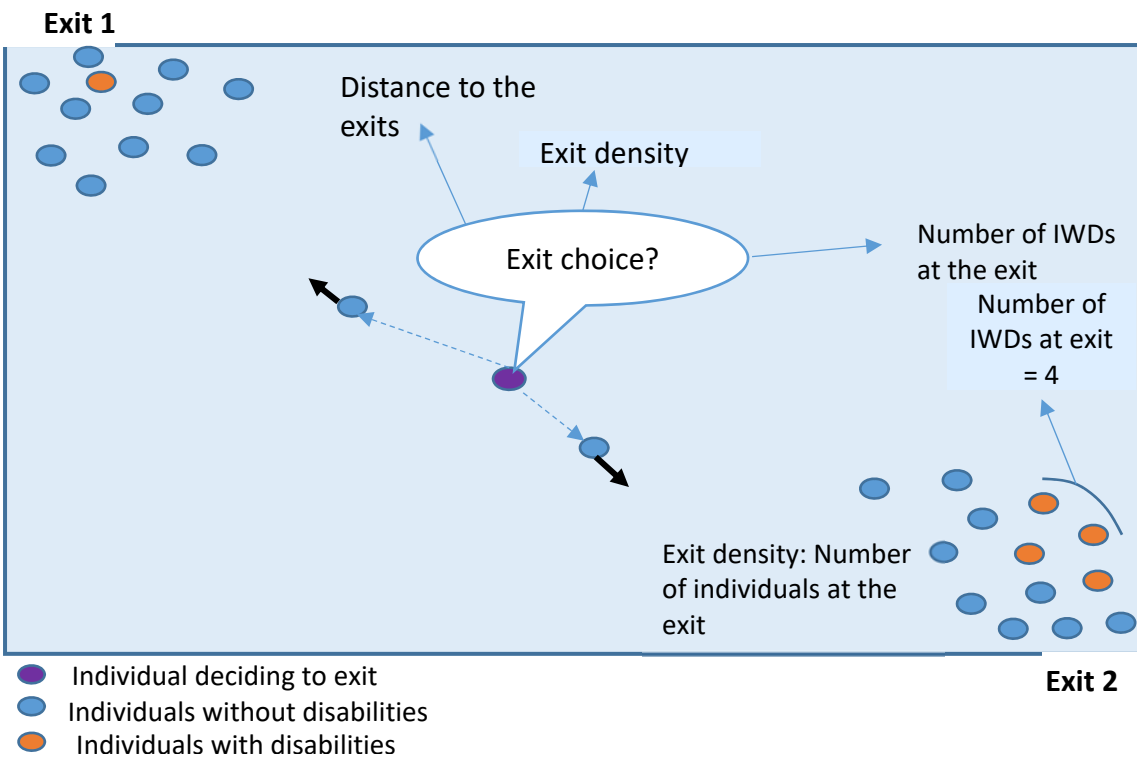 Exit 1
Distance to the
exits
Exit density
Exit choice?
Number of IWDs
at the exit
Number of
IWDs at exit
= 4
Exit density: Number
of individuals at the
exit
Exit 2
Individual deciding to exit
Individuals without disabilities
Individuals with disabilities